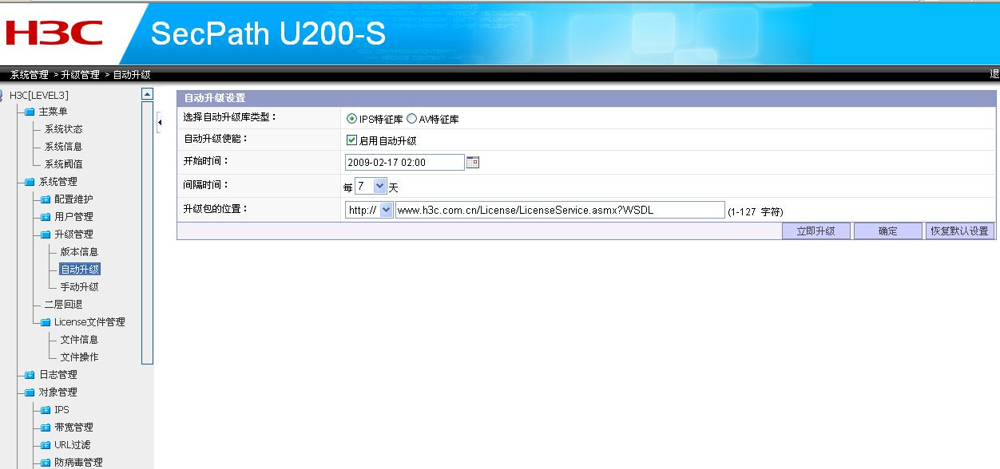 H3C
SecPath U200-S
系统管理 > 升级管理 > 自动升级
退
H3C[LEVEL3]
主菜单
系统状态
系统信息
系统阈值
系统管理
配置维护
用户管理
升级管理
版本信息
自动升级
手动升级
二层回退
License文件管理
文件信息
文件操作
日志管理
对象管理
IPS
带宽管理
URL过滤
防病毒管理
自动升级设置
选择自动升级库类型： IPS特征库 AV特征库
自动升级使能： 启用自动升级
开始时间： 2009-02-17 02:00
间隔时间： 每 7 天
升级包的位置： http:// www.h3c.com.cn/License/LicenseService.asmx?WSDL (1-127 字符)
立即升级 确定 恢复默认设置